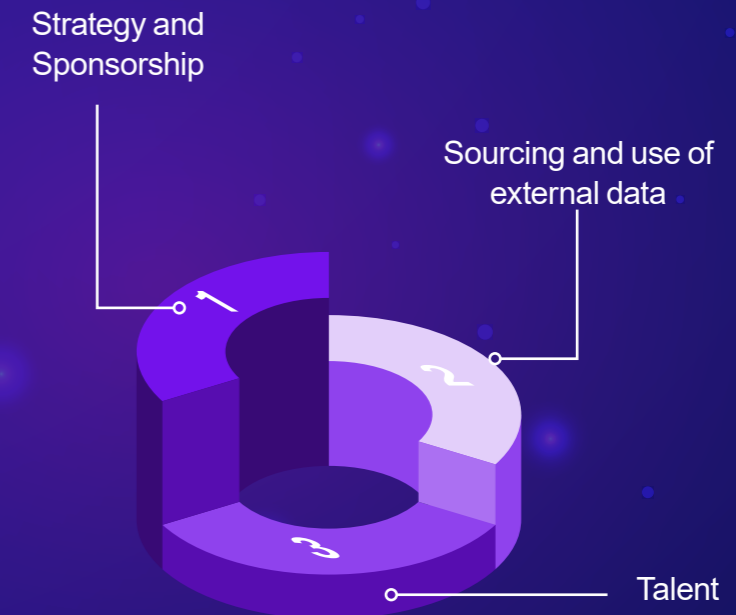 Strategy and
Sponsorship
Sourcing and use of
external data
1
2
3
Talent